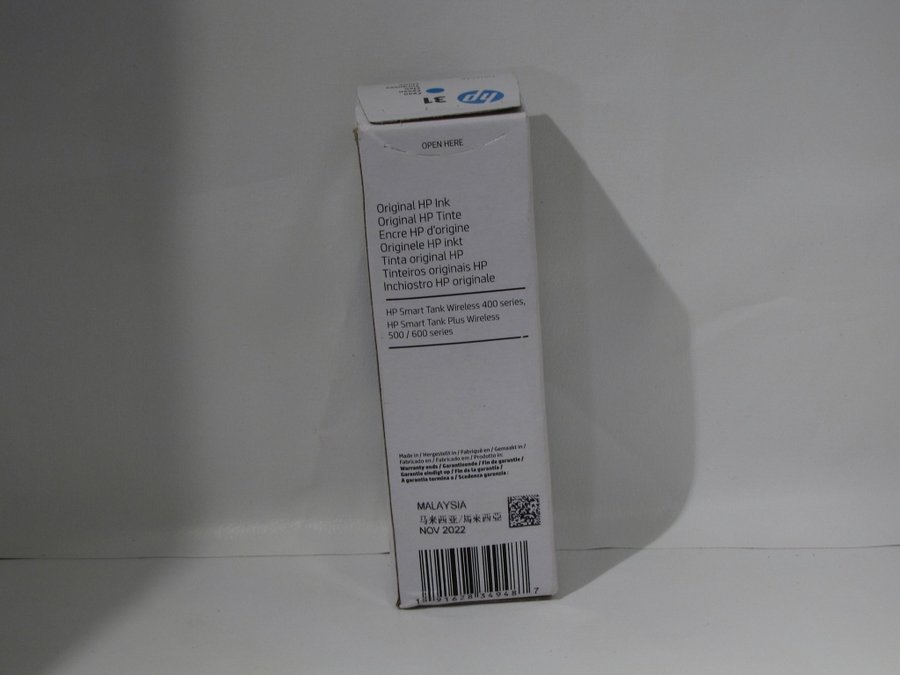 hp
31
OPEN HERE
Original HP Ink
Original HP Tinte
Encre HP d'origine
Originele HP inkt
Tinta original HP
Tinteiros originais HP
Inchiostro HP originale
HP Smart Tank Wireless 400 series,
HP Smart Tank Plus Wireless
500 / 600 series
Made in / Hergestellt in / Fabriqué en / Gemaakt in /
Fabricado en / Fabricado em / Prodotto in:
Warranty ends / Garantieende / Fin de garantie /
Garantie eindigt op / Fin de la garantía /
A garantia termina a / Scadenza garanzia :
MALAYSIA
马来西亚/馬來西亞
NOV 2022
1 91628 34948 7